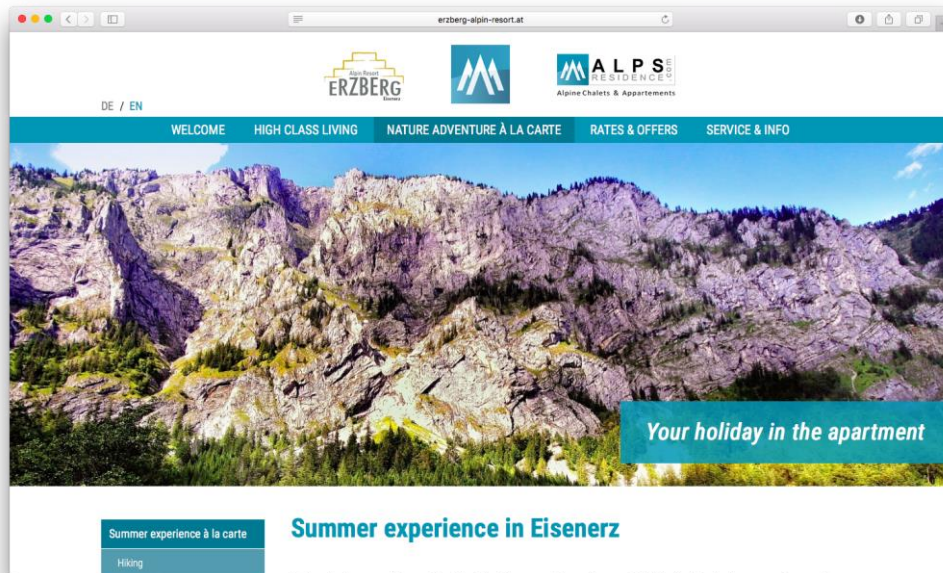 erzberg-alpin-resort.at
Alpin Resort
ERZBERG
Eisenerz
ALPS
RESIDENCE
.com
Alpine Chalets & Appartements
DE / EN
WELCOME HIGH CLASS LIVING NATURE ADVENTURE À LA CARTE RATES & OFFERS SERVICE & INFO
Your holiday in the apartment
Summer experience à la carte
Summer experience in Eisenerz
Hiking